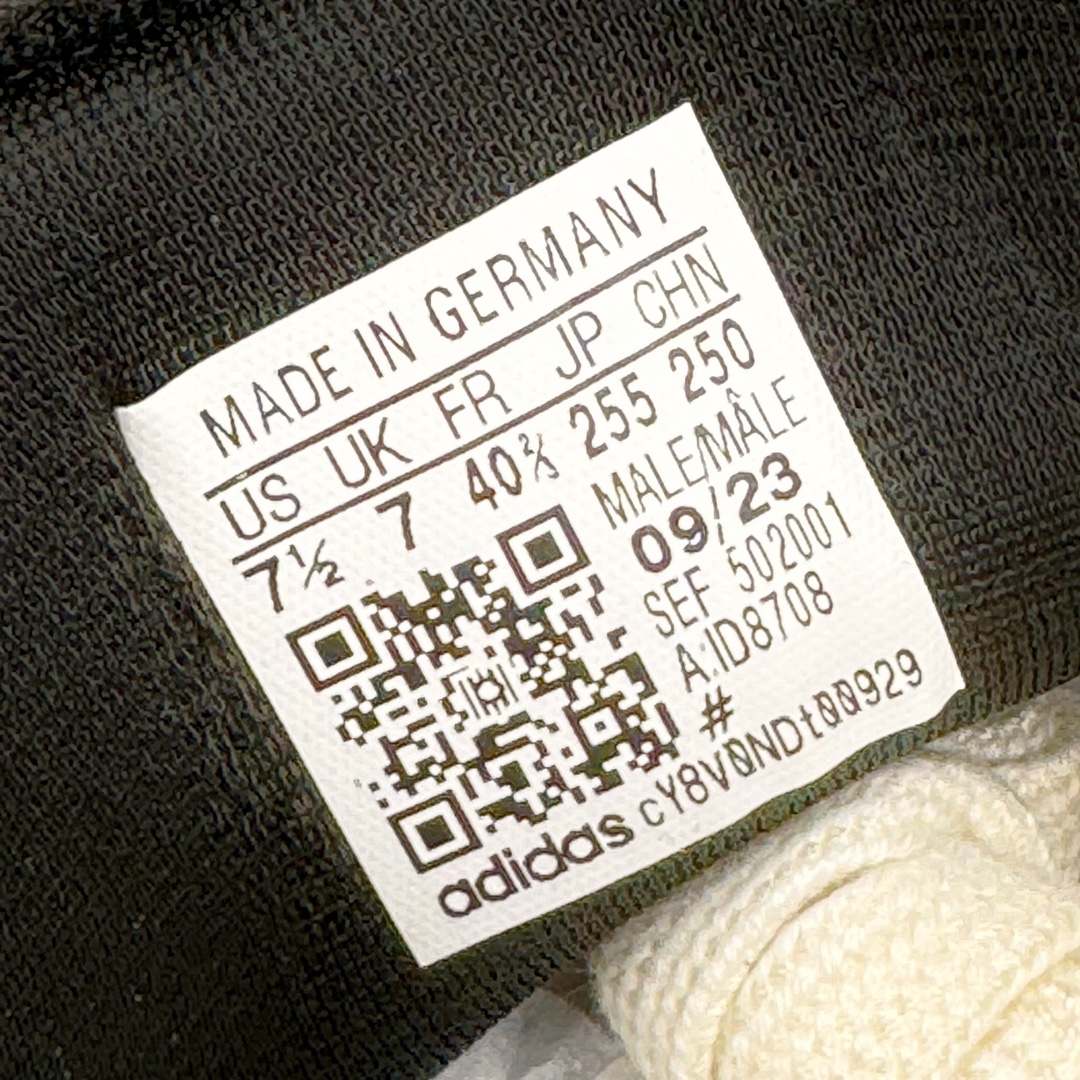 MADE IN GERMANY
US UK FR JP CHN
7½ 7 40⅔ 255 250
MALE/MÂLE
09/23
SEF 502001
A:ID8708
#
adidas cY8V0NDt00929